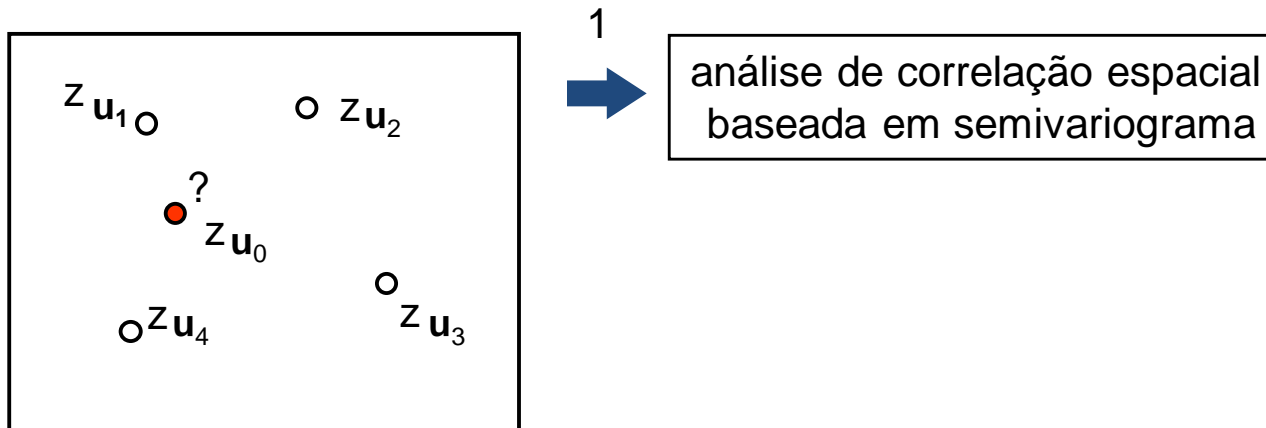 1
análise de correlação espacial
baseada em semivariograma
z u1
z u2
?
z u0
z u4
z u3